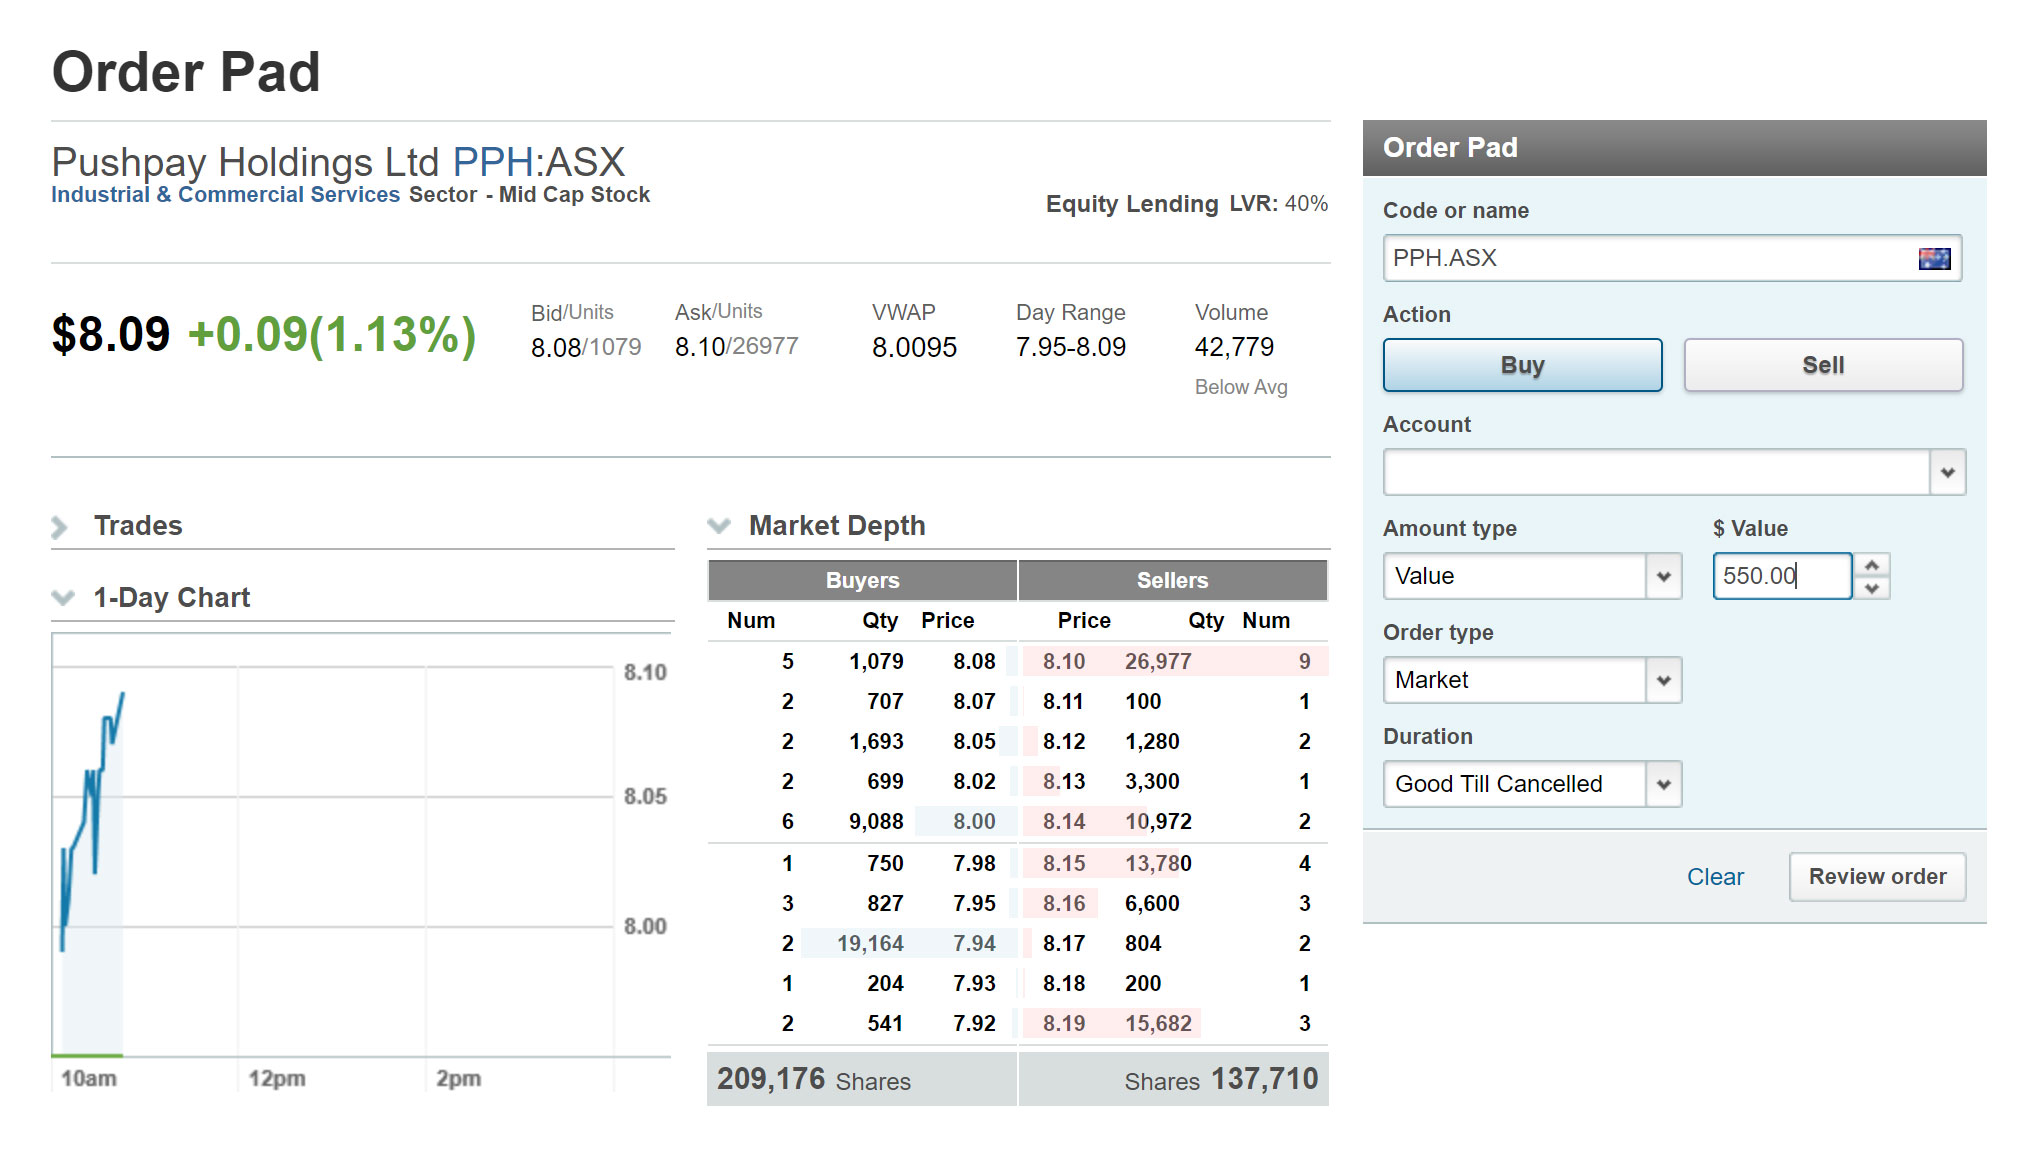 Order Pad
Pushpay Holdings Ltd PPH:ASX
Industrial & Commercial Services Sector - Mid Cap Stock
Equity Lending LVR: 40%
$8.09 +0.09(1.13%)
Bid/Units
8.08/1079
Ask/Units
8.10/26977
VWAP
8.0095
Day Range
7.95-8.09
Volume
42,779
Below Avg
Trades
1-Day Chart
8.10
8.05
8.00
10am 12pm 2pm
Market Depth
Buyers Sellers
Num Qty Price Price Qty Num
5 1,079 8.08 8.10 26,977 9
2 707 8.07 8.11 100 1
2 1,693 8.05 8.12 1,280 2
2 699 8.02 8.13 3,300 1
6 9,088 8.00 8.14 10,972 2
1 750 7.98 8.15 13,780 4
3 827 7.95 8.16 6,600 3
2 19,164 7.94 8.17 804 2
1 204 7.93 8.18 200 1
2 541 7.92 8.19 15,682 3
209,176 Shares Shares 137,710
Order Pad
Code or name
PPH.ASX
Action
Buy Sell
Account
Amount type $ Value
Value 550.00
Order type
Market
Duration
Good Till Cancelled
Clear Review order